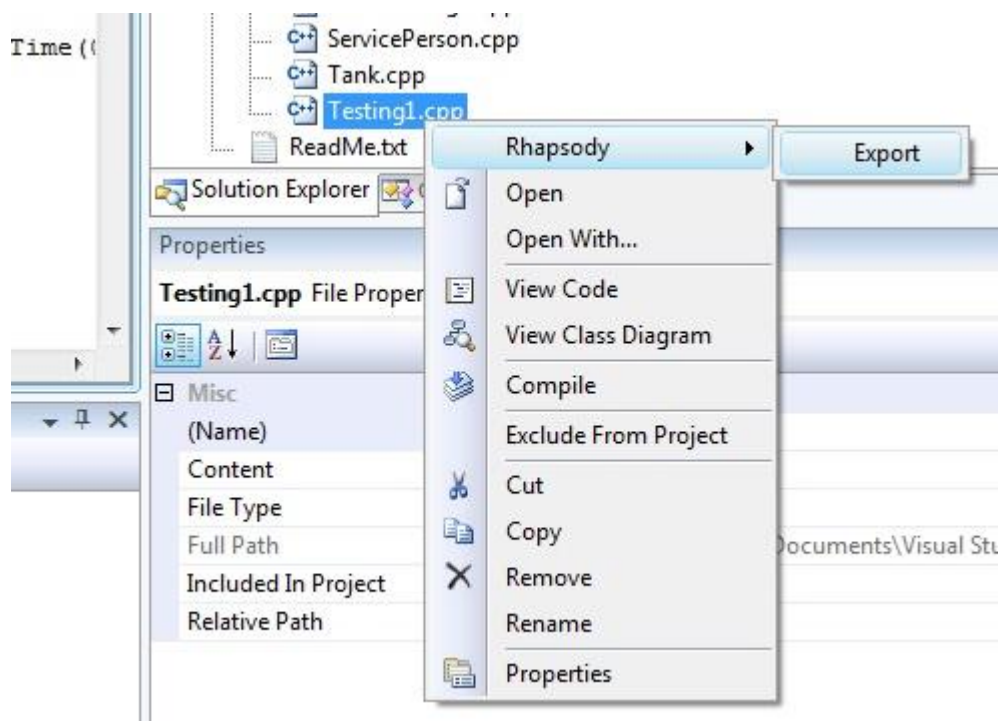 Time((
ServicePerson.cpp
Tank.cpp
Testing1.cpp
ReadMe.txt
Rhapsody
Export
Solution Explorer
Open
Open With...
Properties
Testing1.cpp File Proper
View Code
View Class Diagram
Misc
Compile
(Name)
Exclude From Project
Content
Cut
File Type
Copy
Full Path
Documents\Visual Stu
Included In Project
Remove
Relative Path
Rename
Properties